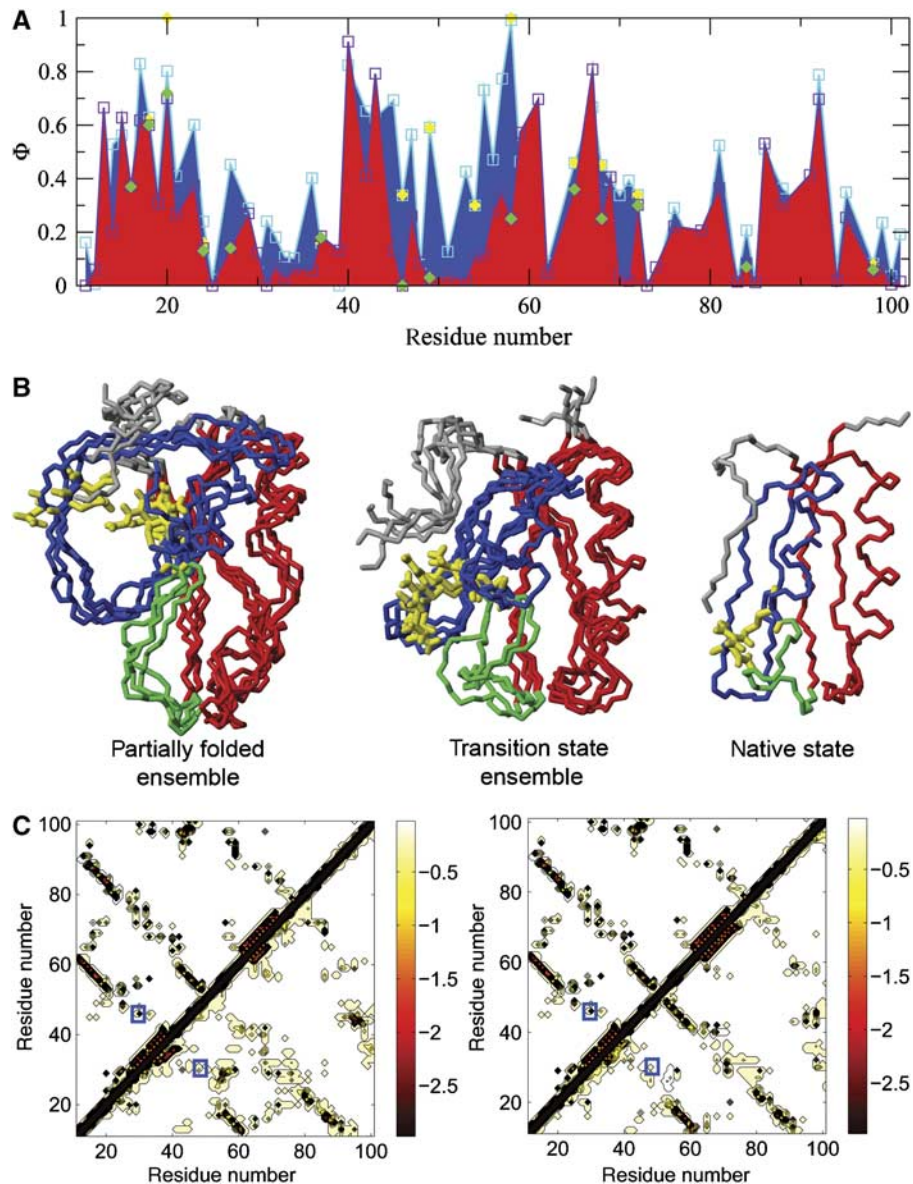 A
1
0.8
0.6
0.4
0.2
0
Φ
20 40 60 80 100
Residue number
B
Partially folded
ensemble
Transition state
ensemble
Native state
C
100
80
60
40
20
Residue number
20 40 60 80 100
Residue number
−0.5
−1
−1.5
−2
−2.5
100
80
60
40
20
Residue number
20 40 60 80 100
Residue number
−0.5
−1
−1.5
−2
−2.5